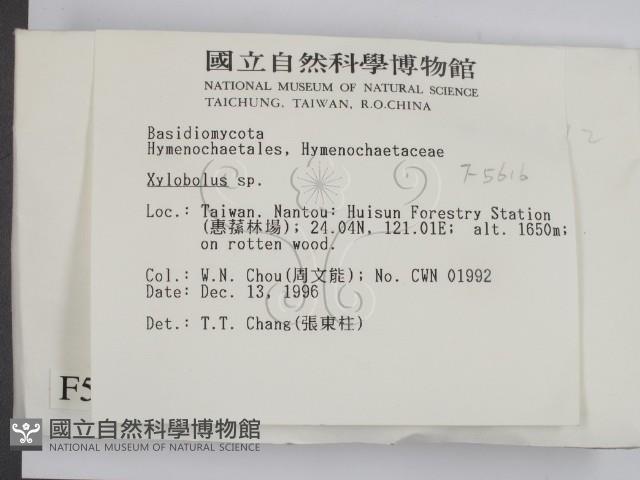 國立自然科學博物館
NATIONAL MUSEUM OF NATURAL SCIENCE
TAICHUNG, TAIWAN, R.O.CHINA
Basidiomycota
Hymenochaetales, Hymenochaetaceae
Xylobolus sp.
7-5616
Loc.: Taiwan, Nantou: Huisun Forestry Station
(惠蓀林場); 24.04N, 121.01E; alt. 1650m;
on rotten wood.
Col.: W.N. Chou(周文能); No. CWN 01992
Date: Dec. 13, 1996
Det.: T.T. Chang(張東柱)
F5
國立自然科學博物館
NATIONAL MUSEUM OF NATURAL SCIENCE